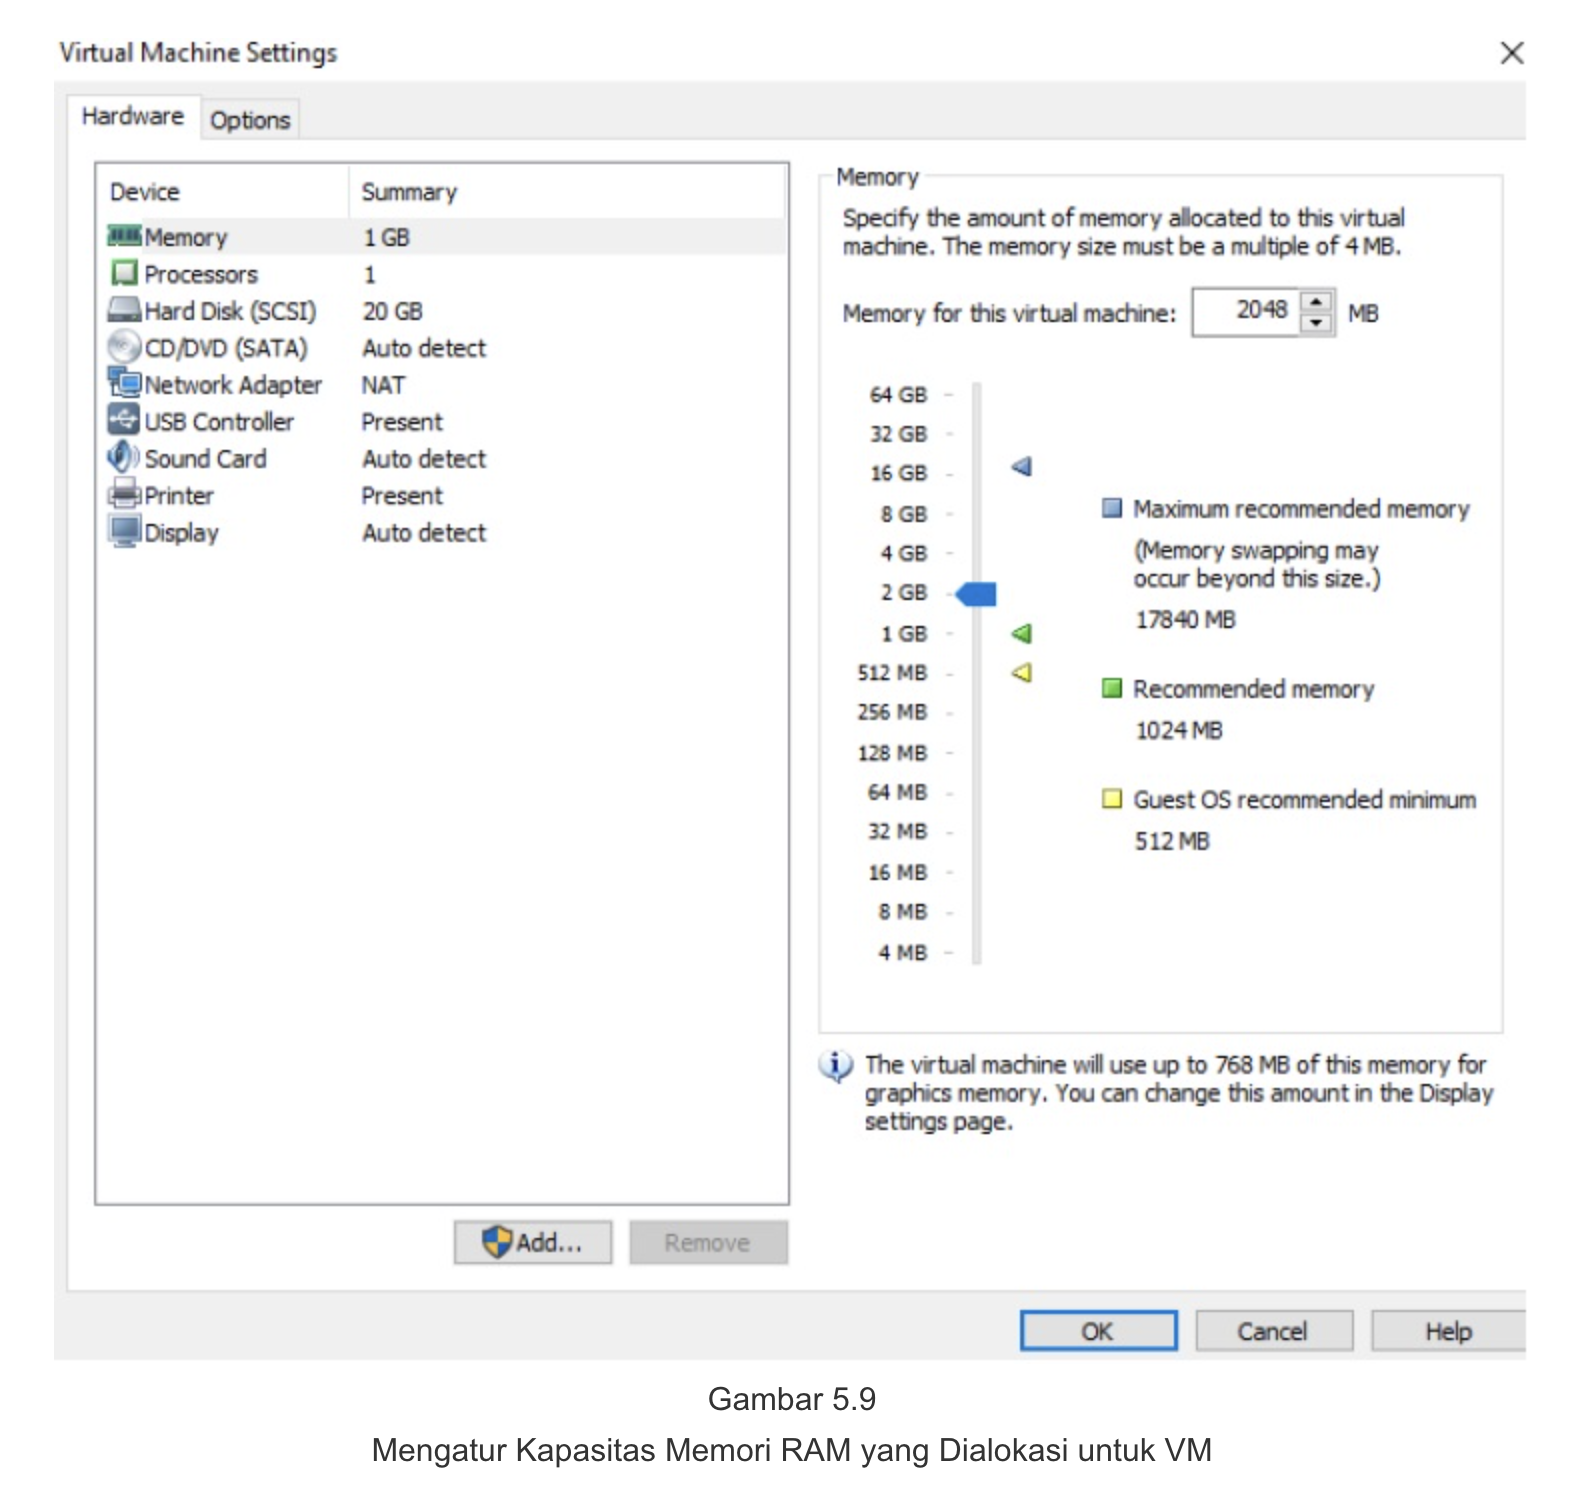 Virtual Machine Settings
Hardware
Options
Device Summary
Memory 1 GB
Processors 1
Hard Disk (SCSI) 20 GB
CD/DVD (SATA) Auto detect
Network Adapter NAT
USB Controller Present
Sound Card Auto detect
Printer Present
Display Auto detect
Add...
Remove
Memory
Specify the amount of memory allocated to this virtual
machine. The memory size must be a multiple of 4 MB.
Memory for this virtual machine: 2048 MB
64 GB
32 GB
16 GB
8 GB
4 GB
2 GB
1 GB
512 MB
256 MB
128 MB
64 MB
32 MB
16 MB
8 MB
4 MB
Maximum recommended memory
(Memory swapping may
occur beyond this size.)
17840 MB
Recommended memory
1024 MB
Guest OS recommended minimum
512 MB
The virtual machine will use up to 768 MB of this memory for
graphics memory. You can change this amount in the Display
settings page.
OK
Cancel
Help
Gambar 5.9
Mengatur Kapasitas Memori RAM yang Dialokasi untuk VM